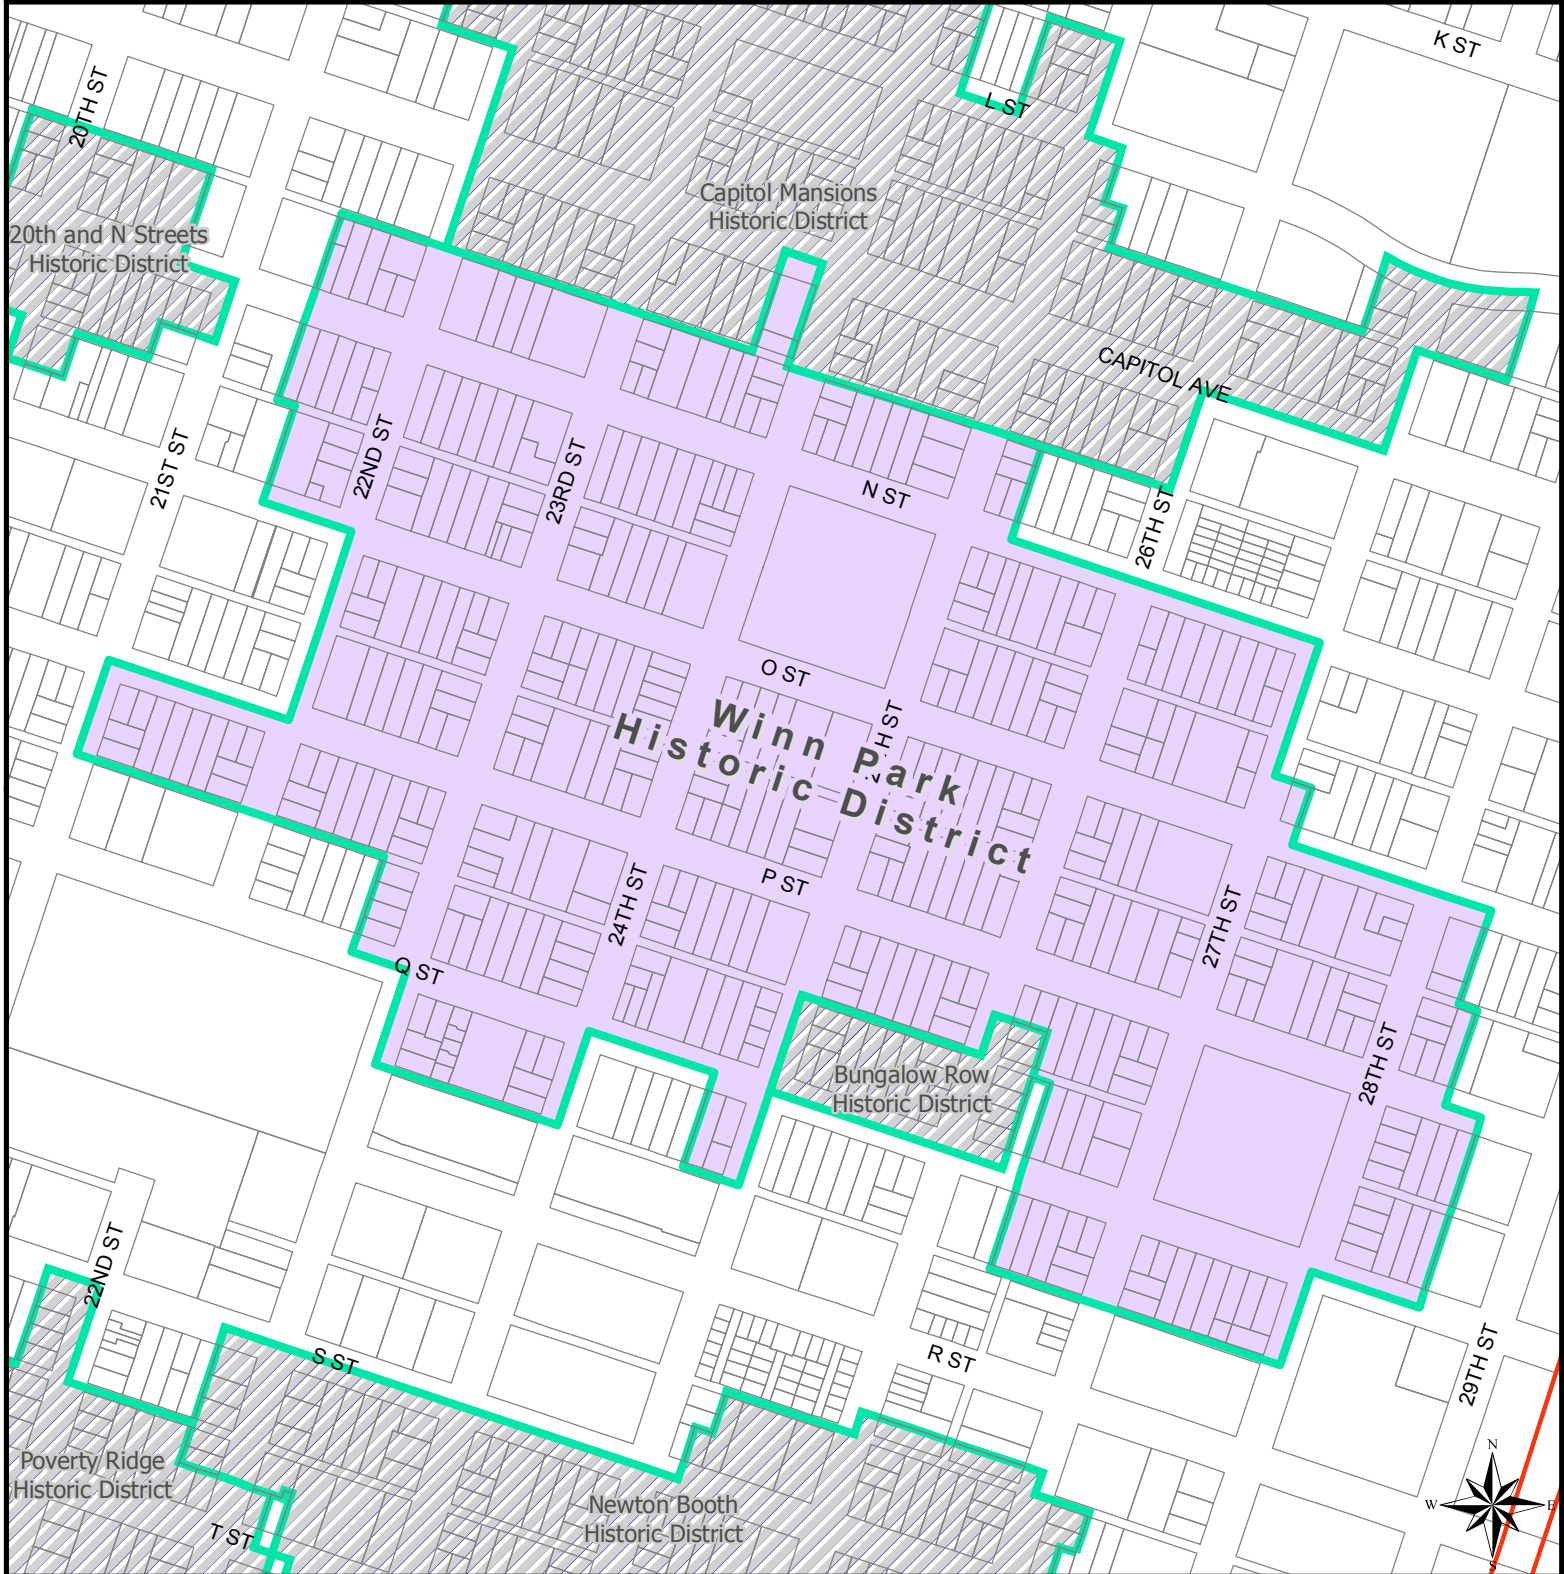 K ST
20TH ST
L ST
Capitol Mansions
Historic District
20th and N Streets
Historic District
CAPITOL AVE
22ND ST
21ST ST
23RD ST
N ST
26TH ST
O ST
H ST
Winn Park
Historic District
P ST
24TH ST
27TH ST
Q ST
28TH ST
Bungalow Row
Historic District
22ND ST
S ST
R ST
29TH ST
Poverty Ridge
Historic District
Newton Booth
Historic District
T ST
N
W
E
S